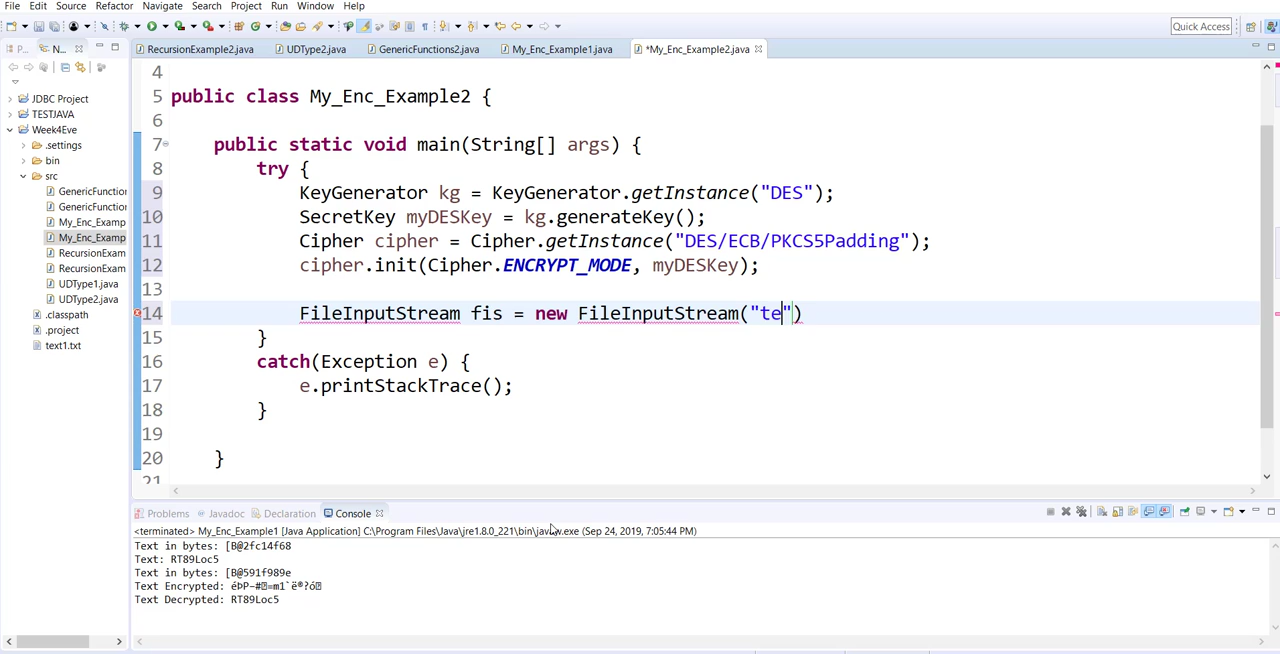 File Edit Source Refactor Navigate Search Project Run Window Help
Quick Access
P... N... RecursionExample2.java UDType2.java GenericFunctions2.java My_Enc_Example1.java *My_Enc_Example2.java
JDBC Project
TESTJAVA
Week4Eve
.settings
bin
src
GenericFunction
GenericFunction
My_Enc_Examp
My_Enc_Examp
RecursionExam
RecursionExam
UDType1.java
UDType2.java
.classpath
.project
text1.txt
4
5 public class My_Enc_Example2 {
6
7 public static void main(String[] args) {
8 try {
9 KeyGenerator kg = KeyGenerator.getInstance("DES");
10 SecretKey myDESKey = kg.generateKey();
11 Cipher cipher = Cipher.getInstance("DES/ECB/PKCS5Padding");
12 cipher.init(Cipher.ENCRYPT_MODE, myDESKey);
13
14 FileInputStream fis = new FileInputStream("te")
15 }
16 catch(Exception e) {
17 e.printStackTrace();
18 }
19
20 }
21
Problems Javadoc Declaration Console
<terminated> My_Enc_Example1 [Java Application] C:\Program Files\Java\jre1.8.0_221\bin\javaw.exe (Sep 24, 2019, 7:05:44 PM)
Text in bytes: [B@2fc14f68
Text: RT89Loc5
Text in bytes: [B@591f989e
Text Encrypted:
Text Decrypted: RT89Loc5